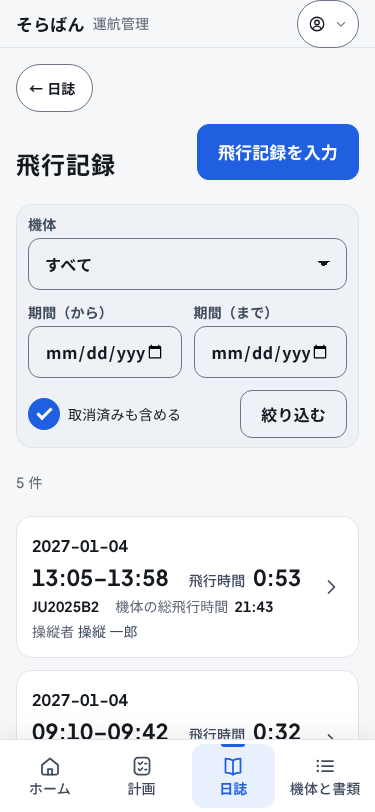 そらばん 運航管理
← 日誌
飛行記録
飛行記録を入力
機体
すべて
期間（から） 期間（まで）
mm/dd/yyy mm/dd/yyy
取消済みも含める 絞り込む
5 件
2027-01-04
13:05–13:58 飛行時間 0:53
JU2025B2 機体の総飛行時間 21:43
操縦者 操縦 一郎
2027-01-04
09:10–09:42 飛行時間 0:32
ホーム 計画 日誌 機体と書類